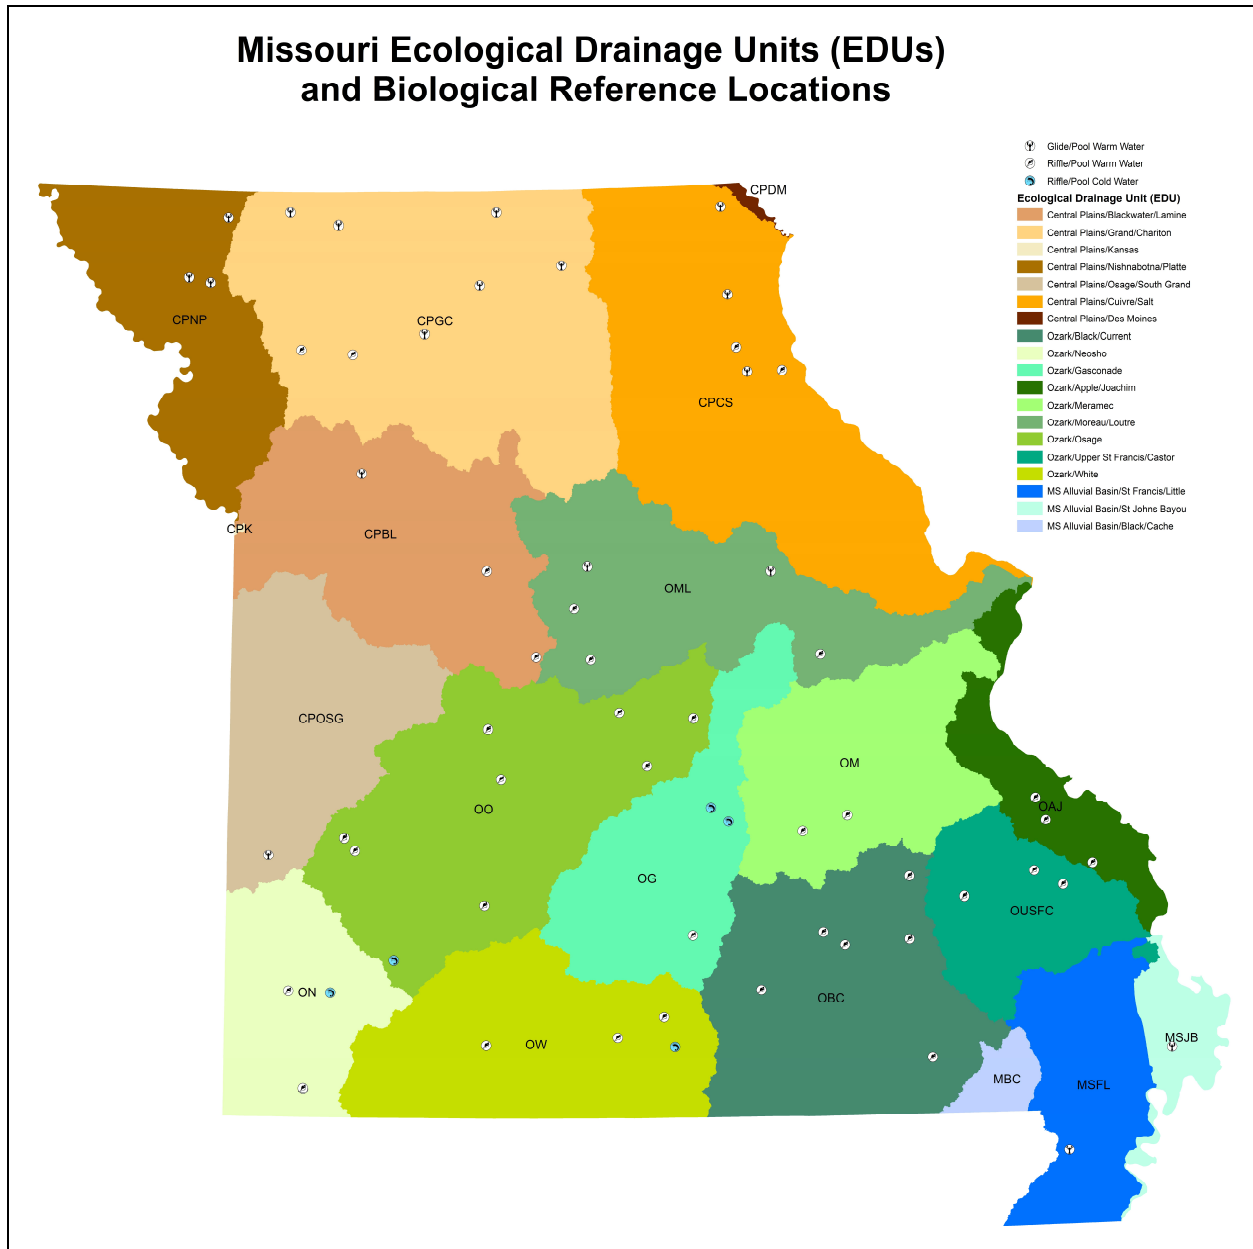 Missouri Ecological Drainage Units (EDUs)
and Biological Reference Locations
Glide/Pool Warm Water
Riffle/Pool Warm Water
Riffle/Pool Cold Water
Ecological Drainage Unit (EDU)
Central Plains/Blackwater/Lamine
Central Plains/Grand/Chariton
Central Plains/Kansas
Central Plains/Nishnabotna/Platte
Central Plains/Osage/South Grand
Central Plains/Cuivre/Salt
Central Plains/Des Moines
Ozark/Black/Current
Ozark/Neosho
Ozark/Gasconade
Ozark/Apple/Joachim
Ozark/Meramec
Ozark/Moreau/Loutre
Ozark/Osage
Ozark/Upper St Francis/Castor
Ozark/White
MS Alluvial Basin/St Francis/Little
MS Alluvial Basin/St Johns Bayou
MS Alluvial Basin/Black/Cache
CPDM
CPNP
CPGC
CPCS
CPK
CPBL
OML
CPOSG
OM
OO
OAJ
OG
OUSFC
ON
OBC
OW
MSJB
MBC
MSFL